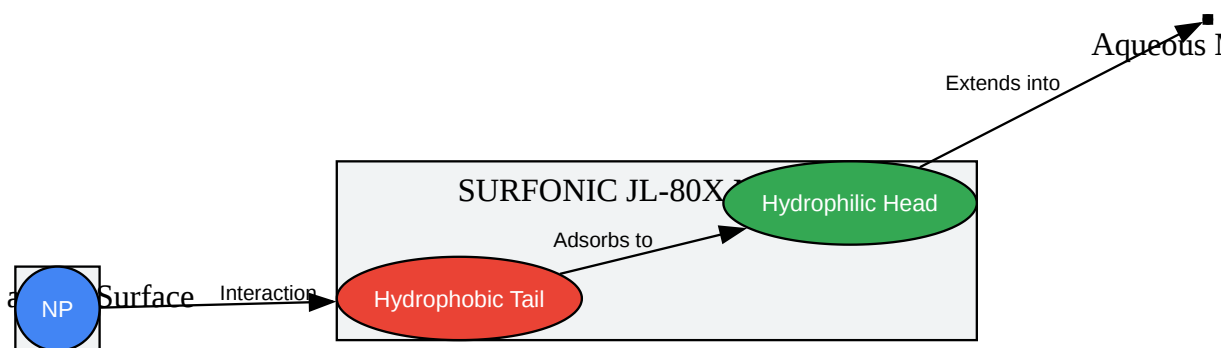 Aqueous
Extends into
SURFONIC JL-80X
Hydrophilic Head
Adsorbs to
Hydrophobic Tail
Interaction
Surface
NP